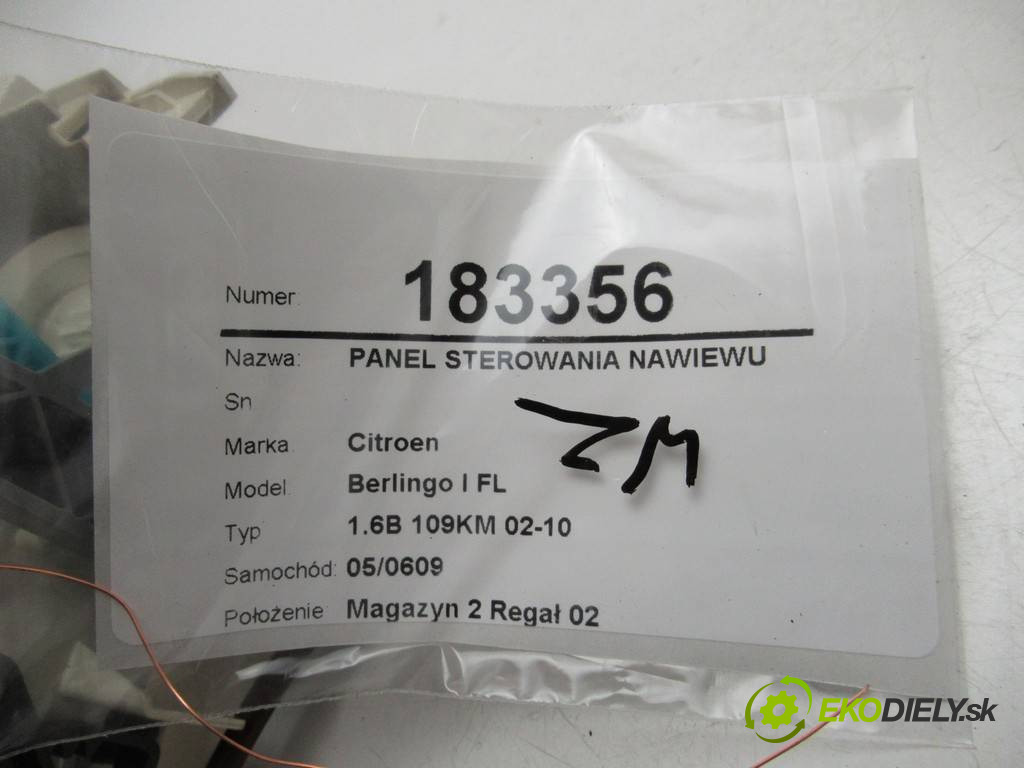 Numer: 183356
Nazwa: PANEL STEROWANIA NAWIEWU
Sn
Marka Citroen
ZM
Model Berlingo I FL
Typ 1.6B 109KM 02-10
Samochód: 05/0609
Położenie Magazyn 2 Regał 02
EKODIELY.sk